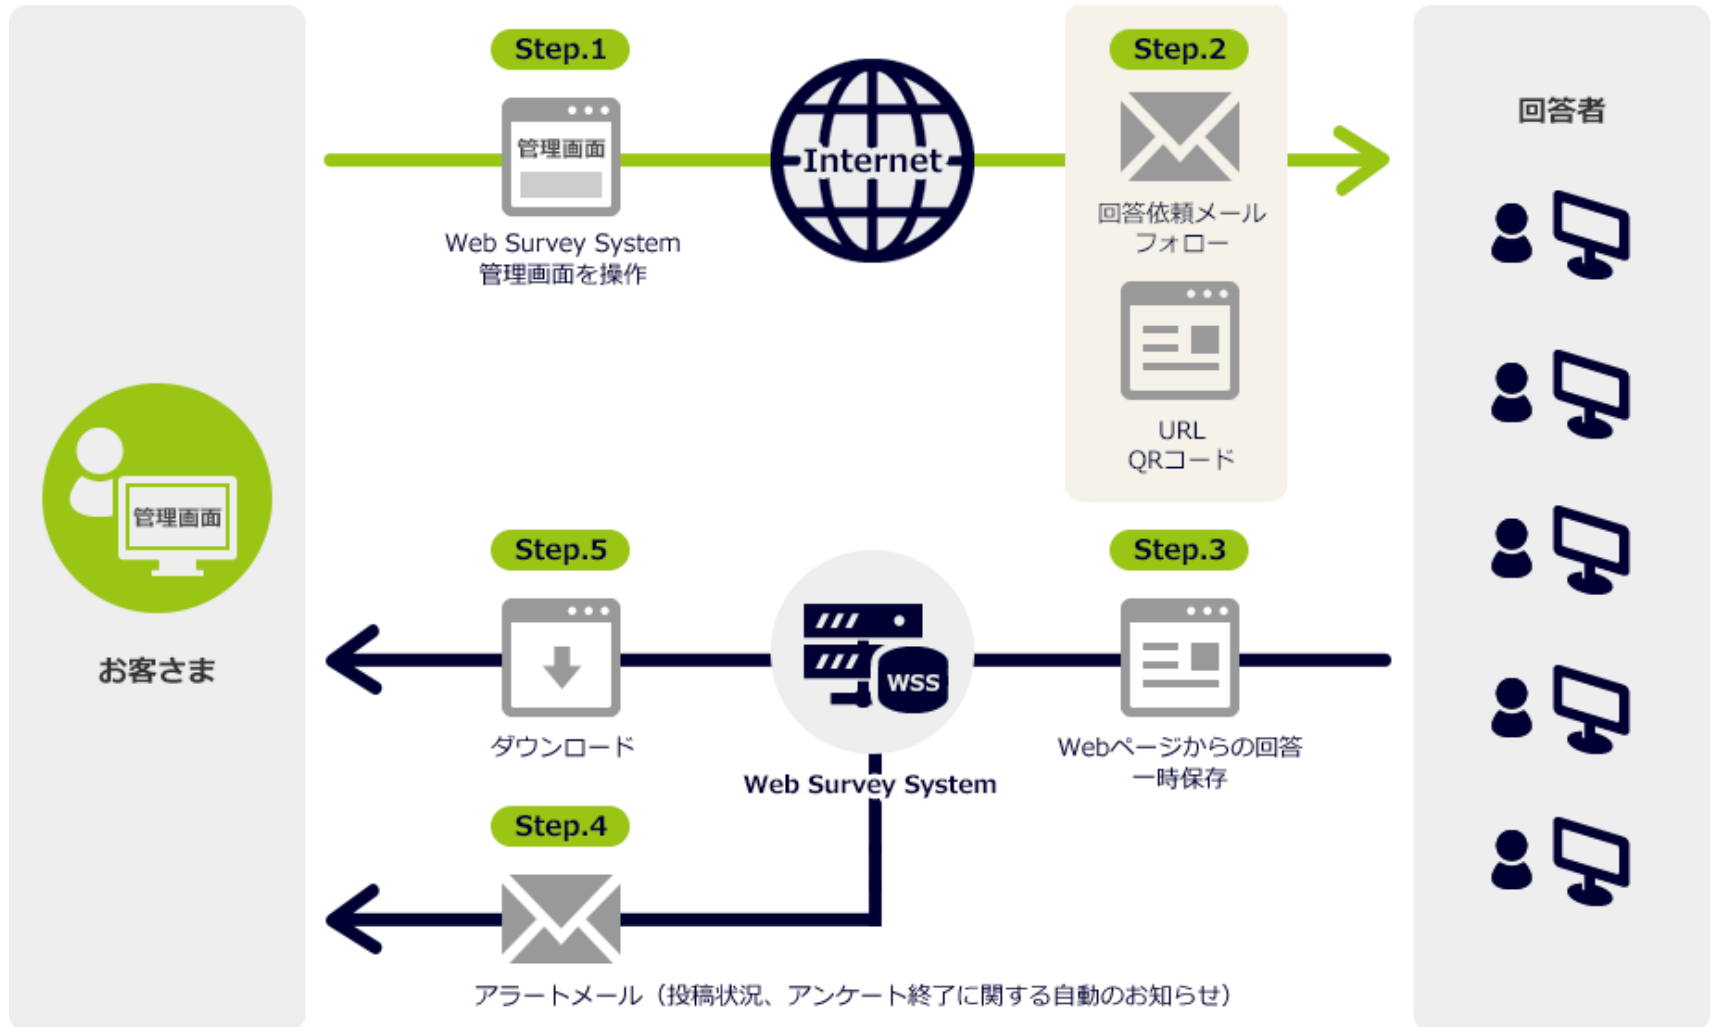 Step.1
管理画面
Web Survey System
管理画面を操作
Internet
Step.2
回答依頼メール
フォロー
URL
QRコード
回答者
管理画面
お客さま
Step.3
Webページからの回答
一時保存
WSS
Web Survey System
Step.5
ダウンロード
Step.4
アラートメール（投稿状況、アンケート終了に関する自動のお知らせ）